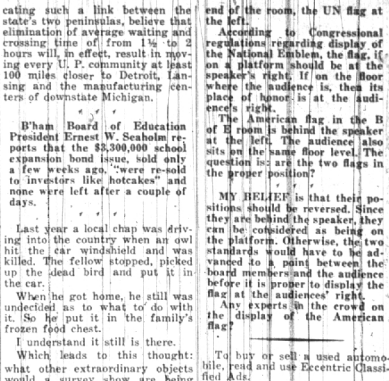 cating such a link between the
state's two peninsulas, believe that
elimination of average waiting and
crossing time of from 1½ to 2
hours will, in effect, result in mov-
ing every U. P. community at least
100 miles closer to Detroit, Lan-
sing and the manufacturing cen-
ters of downstate Michigan.
B'ham Board of Education
President Ernest W. Seaholm re-
ports that the $3,300,000 school
expansion bond issue, sold only
a few weeks ago, "were re-sold
to investors like hotcakes" and
none were left after a couple of
days.
Last year a local chap was driv-
ing into the country when an owl
hit the car windshield and was
killed. The fellow stopped, picked
up the dead bird and put it in
the car.
When he got home, he still was
undecided as to what to do with
it. So he put it in the family's
frozen food chest.
I understand it still is there.
Which leads to this thought:
what other extraordinary objects
would a survey show are being
end of the room, the UN flag at
the left.
According to Congressional
regulations regarding display of
the National Emblem, the flag, if
on a platform should be at the
speaker's right. If on the floor
where the audience is, then its
place of honor is at the audi-
ence's right.
The American flag in the B
of E room is behind the speaker
at the left. The audience also
sits on the same floor level. The
question is: are the two flags in
the proper position?
MY BELIEF is that their po-
sitions should be reversed. Since
they are behind the speaker, they
can be considered as being on
the platform. Otherwise, the two
standards would have to be ad-
vanced to a point between the
board members and the audience
before it is proper to display the
flag at the audiences' right.
Any experts in the crowd on
the display of the American
flag?
To buy or sell a used automo-
bile, read and use Eccentric Classi-
fied Ads.